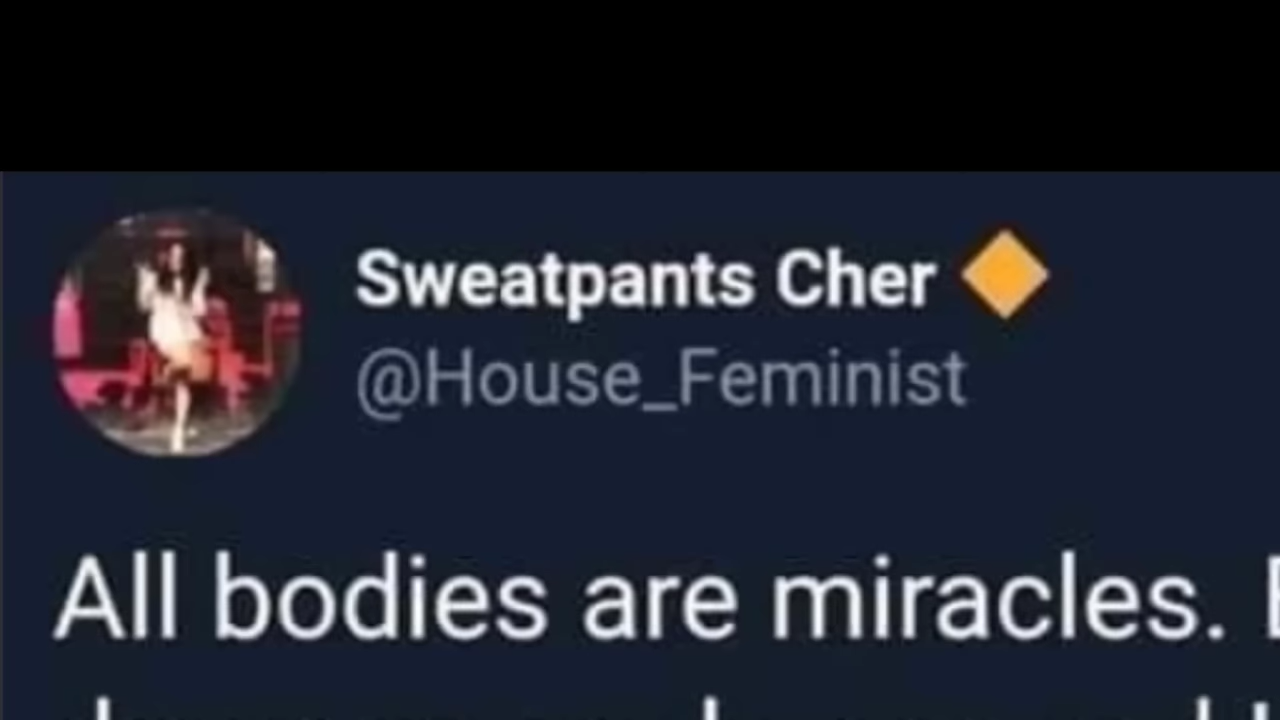 Sweatpants Cher 🔶
@House_Feminist
All bodies are miracles.